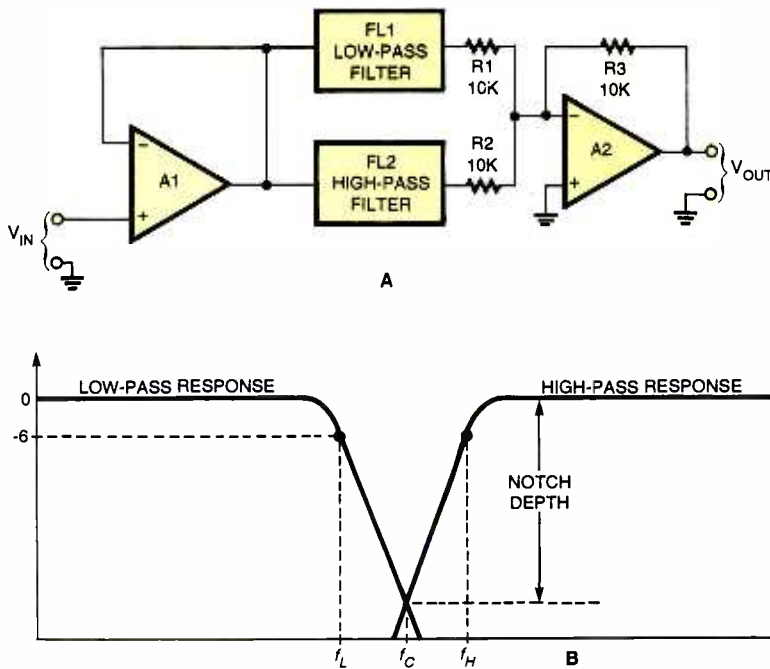 FL1
LOW-PASS
FILTER
R1
10K
R3
10K
A1
FL2
HIGH-PASS
FILTER
R2
10K
A2
VIN
VOUT
A
LOW-PASS RESPONSE
HIGH-PASS RESPONSE
0
-6
NOTCH
DEPTH
fL
fC
fH
B